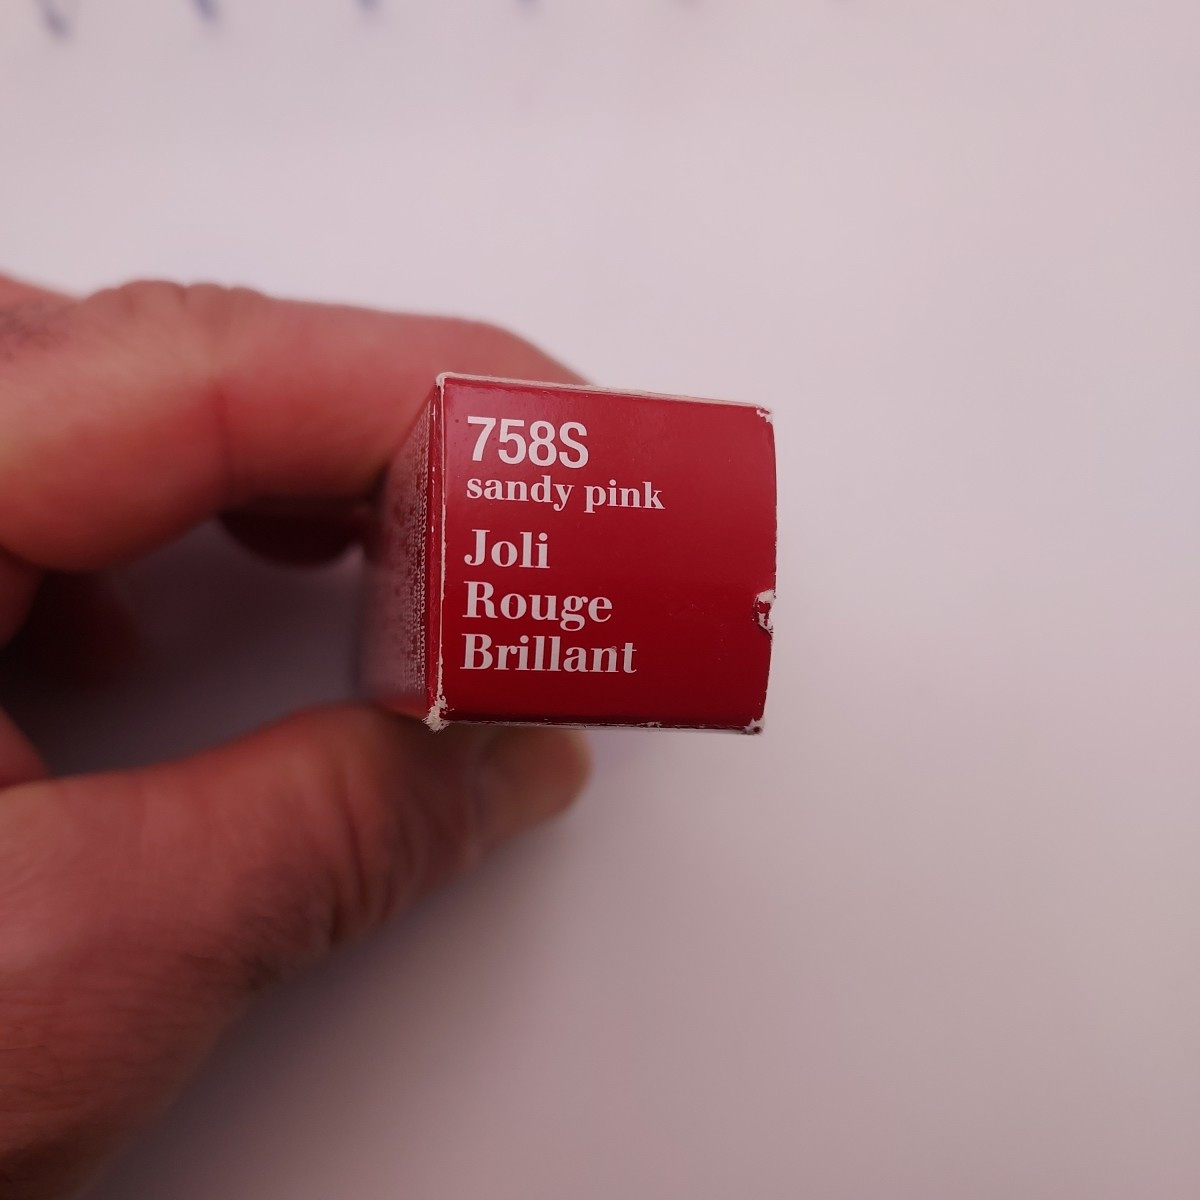 758S
sandy pink
Joli
Rouge
Brillant